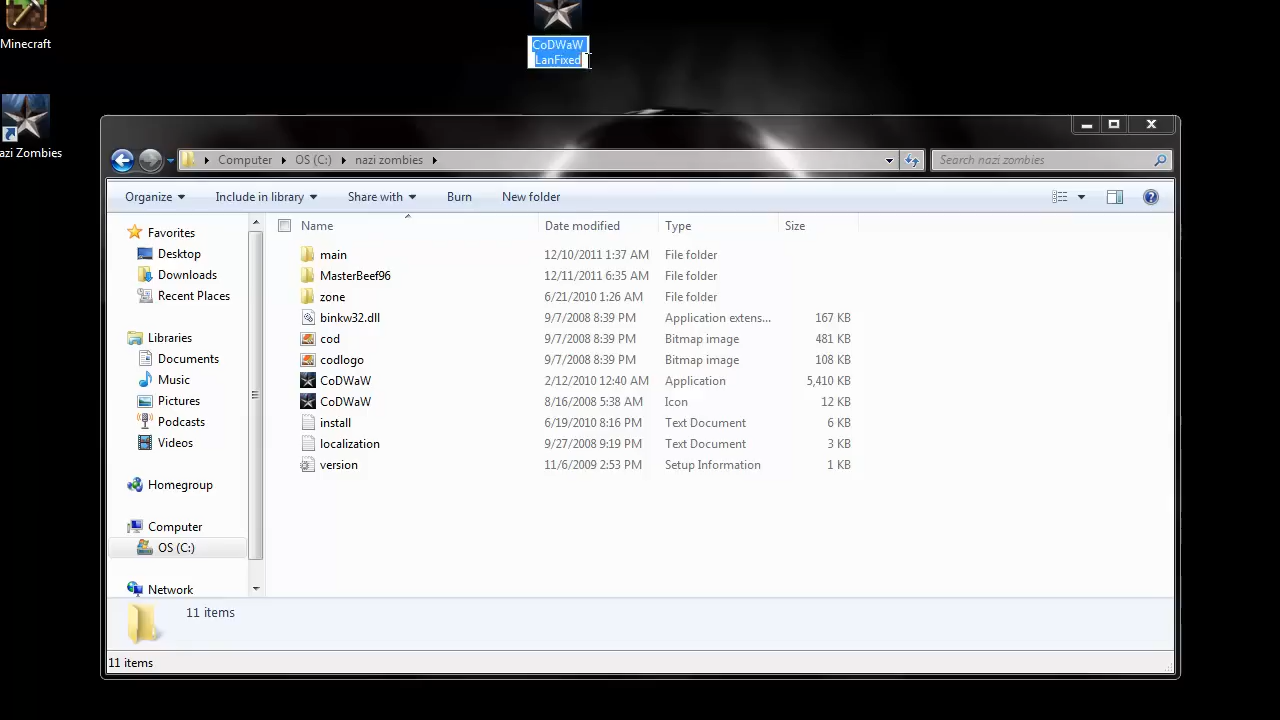 Minecraft
CoDWaW
LanFixed
azi Zombies
Computer OS (C:) nazi zombies
Search nazi zombies
Organize Include in library Share with Burn New folder
Favorites
Desktop
Downloads
Recent Places
Libraries
Documents
Music
Pictures
Podcasts
Videos
Homegroup
Computer
OS (C:)
Network
Name Date modified Type Size
main 12/10/2011 1:37 AM File folder
MasterBeef96 12/11/2011 6:35 AM File folder
zone 6/21/2010 1:26 AM File folder
binkw32.dll 9/7/2008 8:39 PM Application extens... 167 KB
cod 9/7/2008 8:39 PM Bitmap image 481 KB
codlogo 9/7/2008 8:39 PM Bitmap image 108 KB
CoDWaW 2/12/2010 12:40 AM Application 5,410 KB
CoDWaW 8/16/2008 5:38 AM Icon 12 KB
install 6/19/2010 8:16 PM Text Document 6 KB
localization 9/27/2008 9:19 PM Text Document 3 KB
version 11/6/2009 2:53 PM Setup Information 1 KB
11 items
11 items